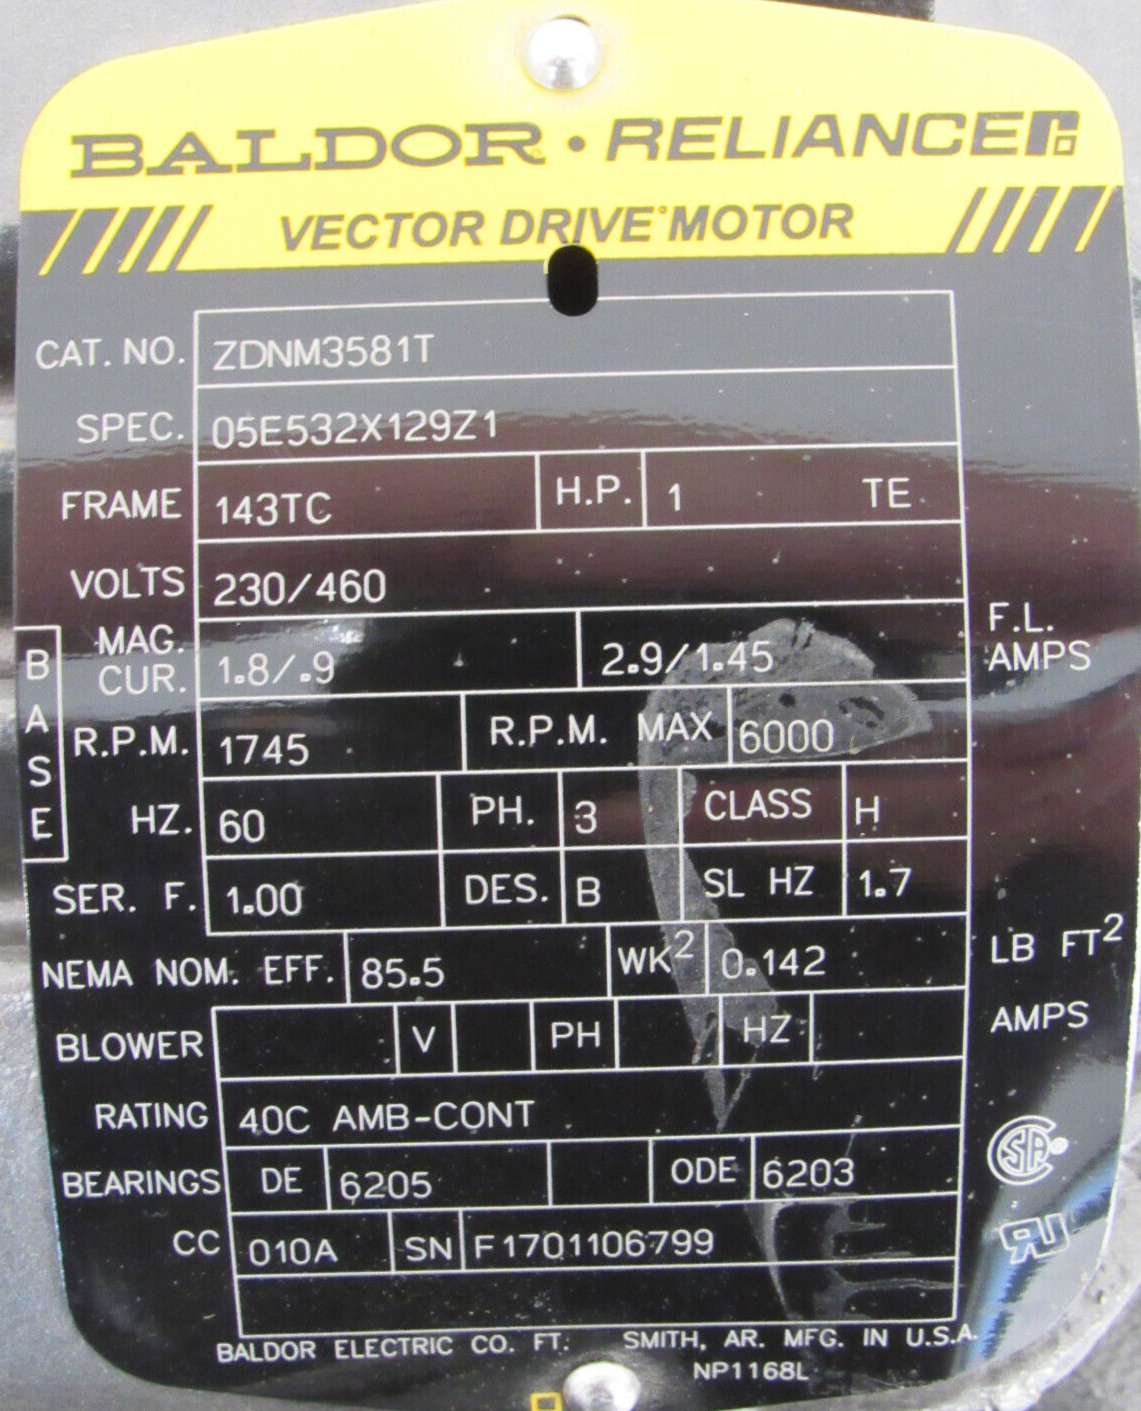 BALDOR • RELIANCE
VECTOR DRIVE MOTOR
CAT. NO. ZDNM3581T
SPEC. 05E532X129Z1
FRAME 143TC H.P. 1 TE
VOLTS 230/460
MAG. CUR. 1.8/.9 2.9/1.45 F.L. AMPS
BASE
R.P.M. 1745 R.P.M. MAX 6000
HZ. 60 PH. 3 CLASS H
SER. F. 1.00 DES. B SL HZ 1.7
NEMA NOM. EFF. 85.5 WK² 0.142 LB FT²
BLOWER V PH HZ AMPS
RATING 40C AMB-CONT
BEARINGS DE 6205 ODE 6203
CC 010A SN F1701106799
BALDOR ELECTRIC CO. FT. SMITH, AR. MFG. IN U.S.A.
NP1168L